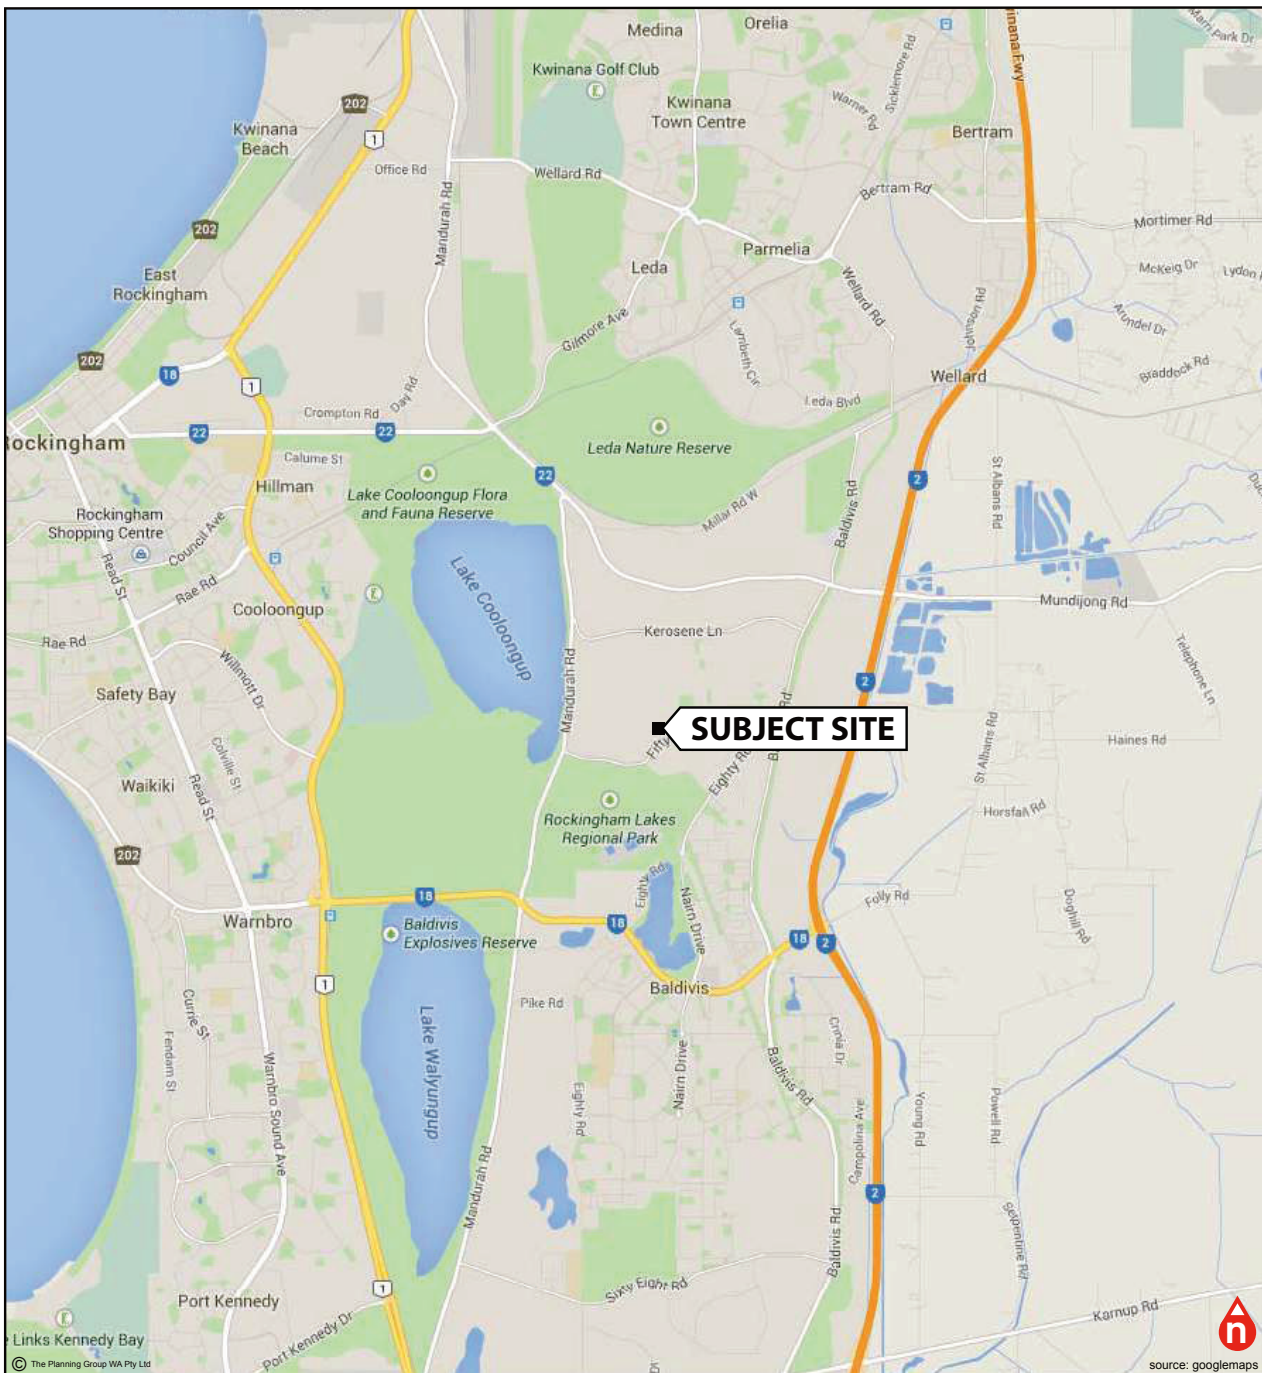 Medina
Orelia
Marri Park Dr
Kwinana Golf Club
Kwinana
Town Centre
Sicklemore Rd
Warner Rd
Bertram
202
Kwinana
Beach
1
Office Rd
Mandurah Rd
Wellard Rd
Bertram Rd
Mortimer Rd
202
East
Rockingham
Leda
Parmelia
McKeig Dr
Lydon
Wellard Rd
Johnson Rd
Arundel Dr
Gilmore Ave
Lambeth Cir
Braddock Rd
202
18
1
Day Rd
Wellard
Leda Blvd
Crompton Rd
22
22
Rockingham
Calume St
Leda Nature Reserve
Hillman
Lake Cooloongup Flora
and Fauna Reserve
22
2
St Albans Rd
Millar Rd W
Baldivis Rd
Rockingham
Shopping Centre
Council Ave
Read St
Rae Rd
Lake Cooloongup
Cooloongup
Rae Rd
Kerosene Ln
Mundijong Rd
Telephone Ln
Safety Bay
Willmott Dr
Mandurah Rd
2
SUBJECT SITE
Haines Rd
St Albans Rd
Colville St
Waikiki
Read St
Eighty Rd
Rockingham Lakes
Regional Park
Horsfall Rd
202
Eighty Rd
Nairn Drive
Folly Rd
Doghill Rd
18
Warnbro
Baldivis
Explosives Reserve
18
18
2
1
Baldivis
Pike Rd
Currie St
Fendam St
Warnbro Sound Ave
Lake Walyungup
Crinia Dr
Nairn Drive
Baldivis Rd
Eighty Rd
Campolina Ave
Young Rd
Powell Rd
Mandurah Rd
2
Serpentine Rd
Baldivis Rd
Sixty Eight Rd
1
Port Kennedy
Port Kennedy Dr
Karnup Rd
Links Kennedy Bay
n
© The Planning Group WA Pty Ltd
source: googlemaps